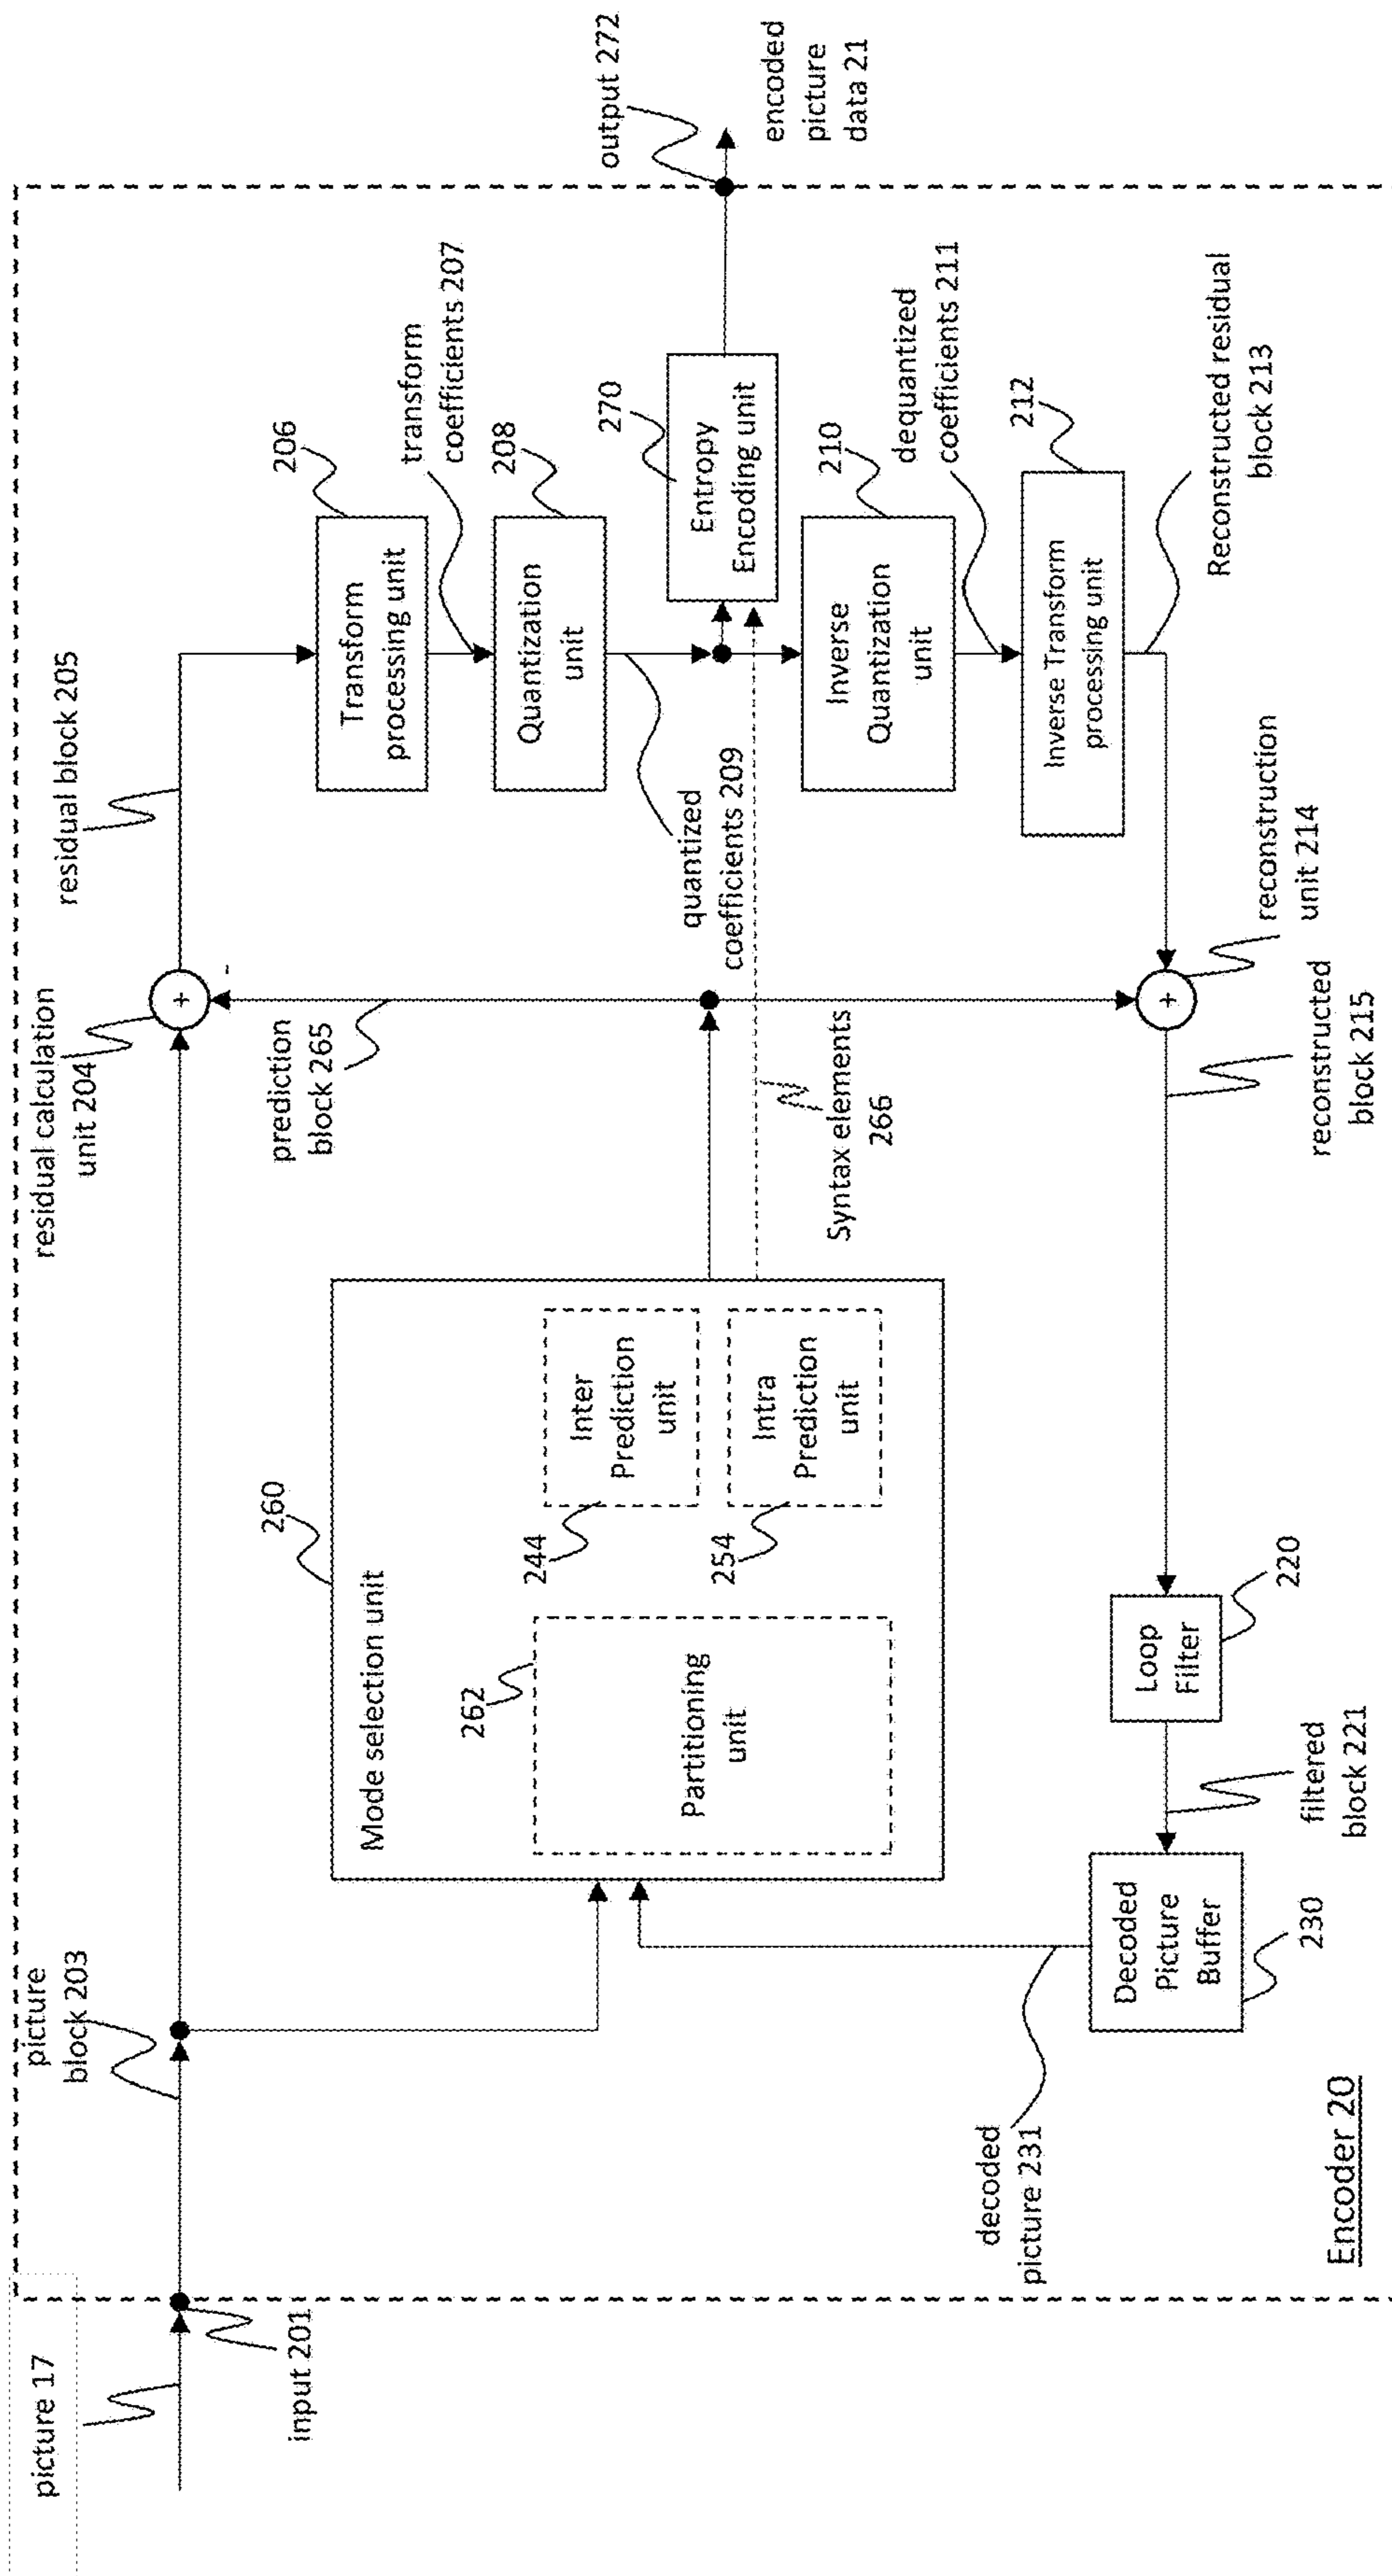 picture 17
input 201
picture
block 203
residual calculation
unit 204
residual block 205
-
+
prediction
block 265
260
Mode selection unit
262
Partitioning
unit
244
Inter
Prediction
unit
254
Intra
Prediction
unit
Syntax elements
266
206
Transform
processing unit
transform
coefficients 207
208
Quantization
unit
quantized
coefficients 209
270
Entropy
Encoding unit
output 272
encoded
picture
data 21
210
Inverse
Quantization
unit
dequantized
coefficients 211
212
Inverse Transform
processing unit
Reconstructed residual
block 213
+
reconstruction
unit 214
reconstructed
block 215
220
Loop
Filter
filtered
block 221
Decoded
Picture
Buffer
230
decoded
picture 231
Encoder 20